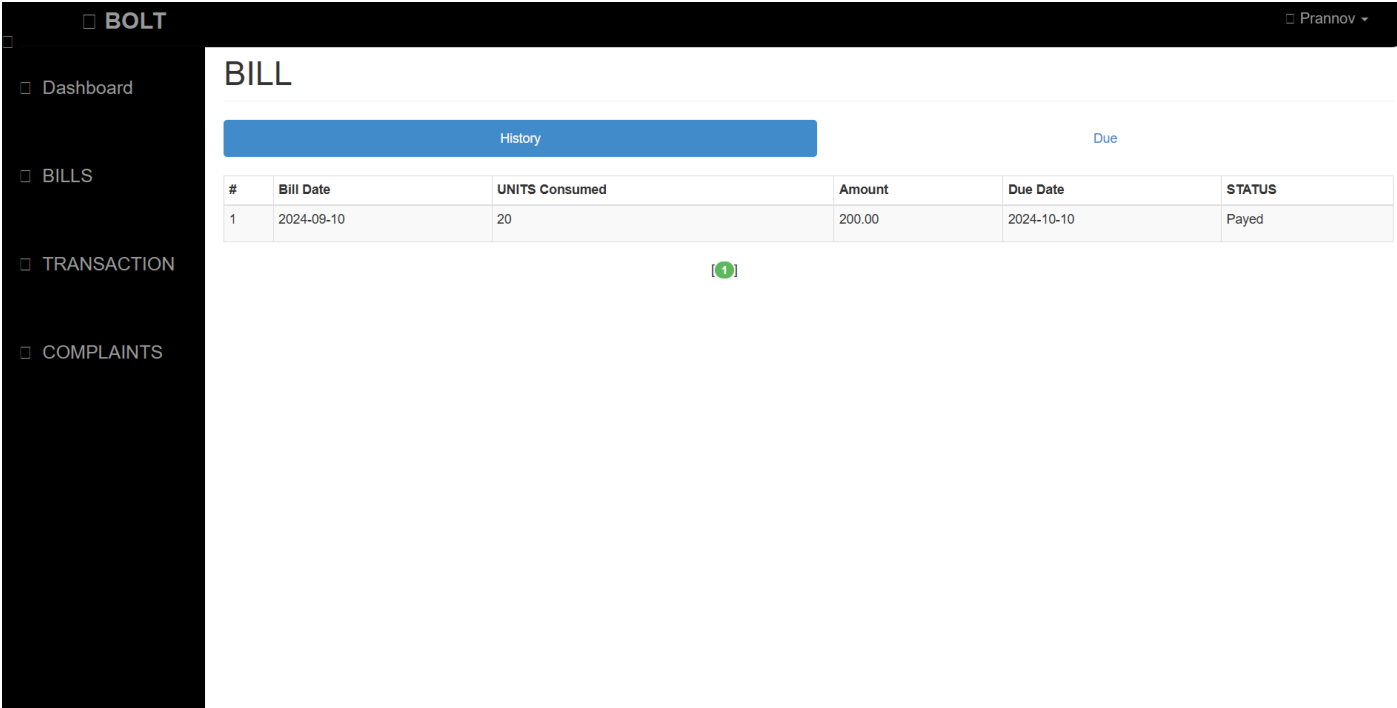 BOLT
Prannov
Dashboard
BILLS
TRANSACTION
COMPLAINTS
BILL
History Due
# Bill Date UNITS Consumed Amount Due Date STATUS
1 2024-09-10 20 200.00 2024-10-10 Payed
[1]